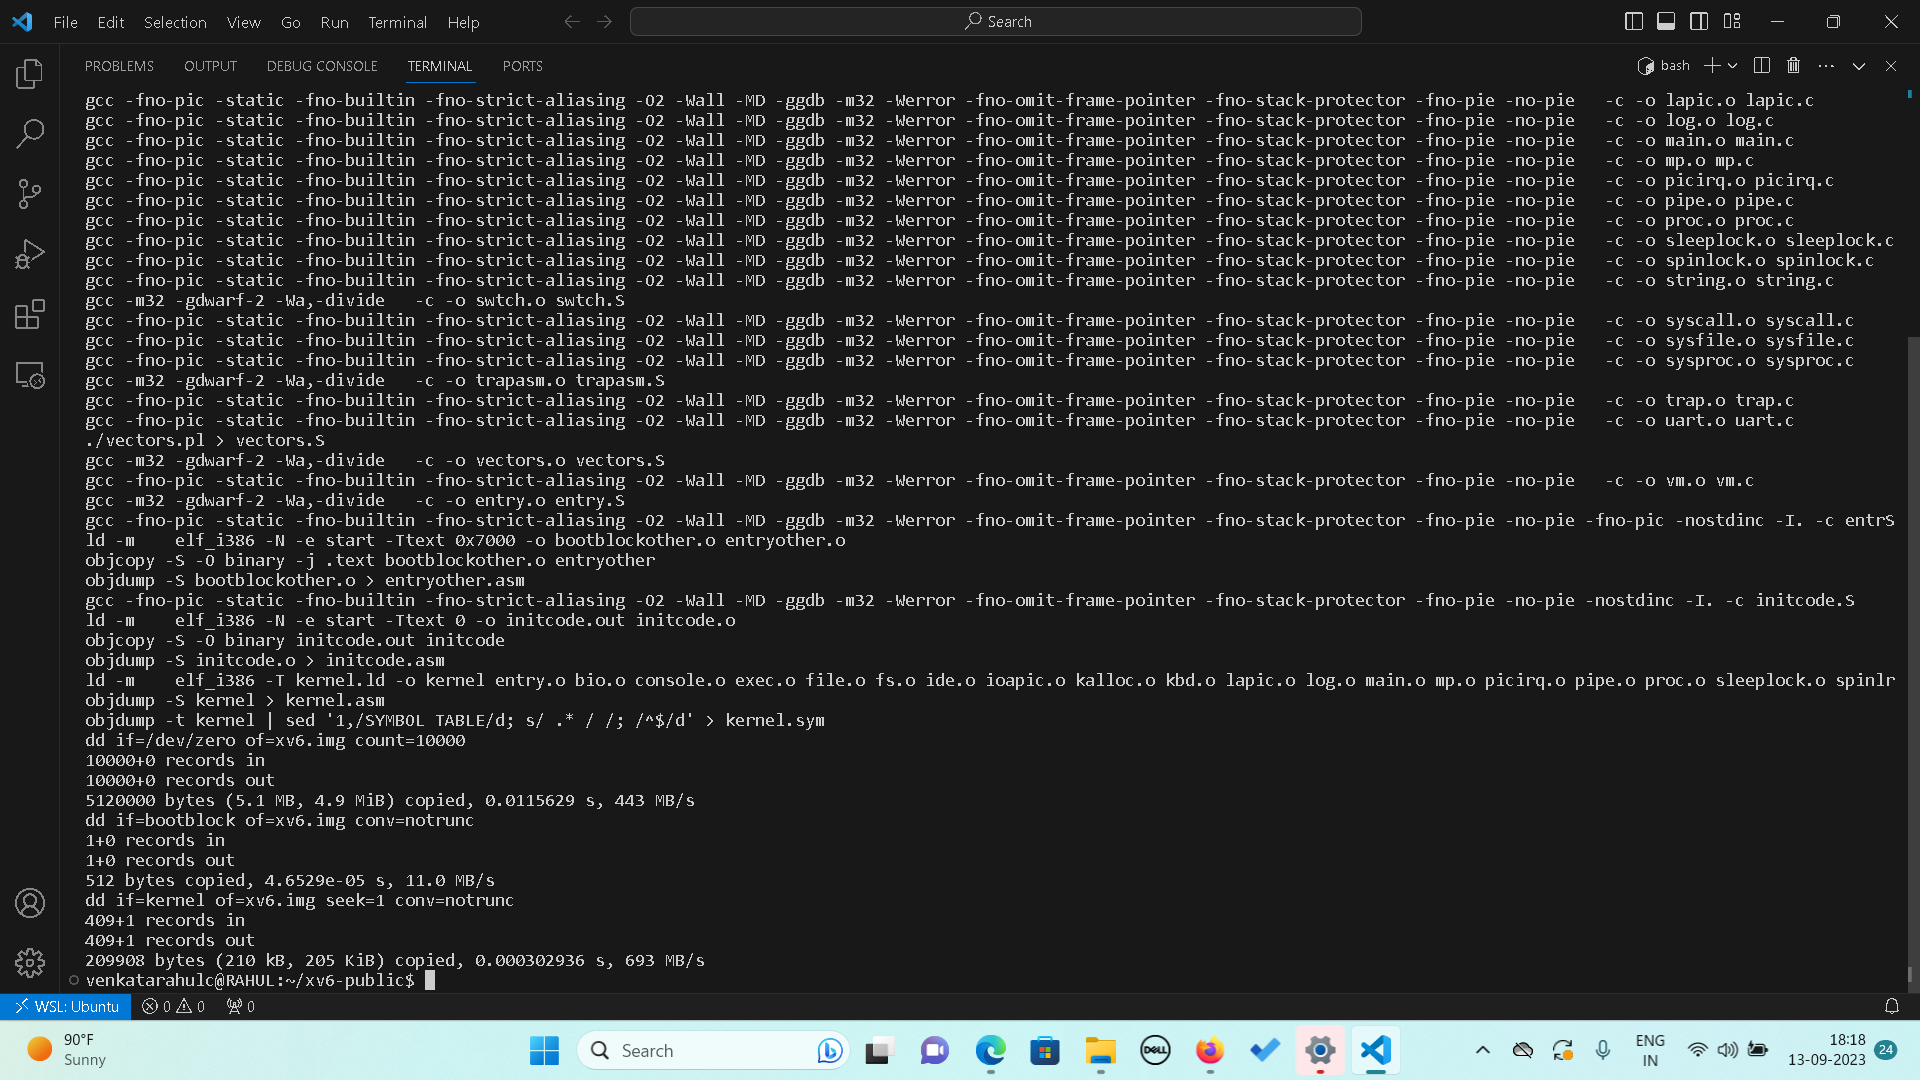 File Edit Selection View Go Run Terminal Help
Search
PROBLEMS OUTPUT DEBUG CONSOLE TERMINAL PORTS
bash
gcc -fno-pic -static -fno-builtin -fno-strict-aliasing -O2 -Wall -MD -ggdb -m32 -Werror -fno-omit-frame-pointer -fno-stack-protector -fno-pie -no-pie   -c -o lapic.o lapic.c
gcc -fno-pic -static -fno-builtin -fno-strict-aliasing -O2 -Wall -MD -ggdb -m32 -Werror -fno-omit-frame-pointer -fno-stack-protector -fno-pie -no-pie   -c -o log.o log.c
gcc -fno-pic -static -fno-builtin -fno-strict-aliasing -O2 -Wall -MD -ggdb -m32 -Werror -fno-omit-frame-pointer -fno-stack-protector -fno-pie -no-pie   -c -o main.o main.c
gcc -fno-pic -static -fno-builtin -fno-strict-aliasing -O2 -Wall -MD -ggdb -m32 -Werror -fno-omit-frame-pointer -fno-stack-protector -fno-pie -no-pie   -c -o mp.o mp.c
gcc -fno-pic -static -fno-builtin -fno-strict-aliasing -O2 -Wall -MD -ggdb -m32 -Werror -fno-omit-frame-pointer -fno-stack-protector -fno-pie -no-pie   -c -o picirq.o picirq.c
gcc -fno-pic -static -fno-builtin -fno-strict-aliasing -O2 -Wall -MD -ggdb -m32 -Werror -fno-omit-frame-pointer -fno-stack-protector -fno-pie -no-pie   -c -o pipe.o pipe.c
gcc -fno-pic -static -fno-builtin -fno-strict-aliasing -O2 -Wall -MD -ggdb -m32 -Werror -fno-omit-frame-pointer -fno-stack-protector -fno-pie -no-pie   -c -o proc.o proc.c
gcc -fno-pic -static -fno-builtin -fno-strict-aliasing -O2 -Wall -MD -ggdb -m32 -Werror -fno-omit-frame-pointer -fno-stack-protector -fno-pie -no-pie   -c -o sleeplock.o sleeplock.c
gcc -fno-pic -static -fno-builtin -fno-strict-aliasing -O2 -Wall -MD -ggdb -m32 -Werror -fno-omit-frame-pointer -fno-stack-protector -fno-pie -no-pie   -c -o spinlock.o spinlock.c
gcc -fno-pic -static -fno-builtin -fno-strict-aliasing -O2 -Wall -MD -ggdb -m32 -Werror -fno-omit-frame-pointer -fno-stack-protector -fno-pie -no-pie   -c -o string.o string.c
gcc -m32 -gdwarf-2 -Wa,-divide   -c -o swtch.o swtch.S
gcc -fno-pic -static -fno-builtin -fno-strict-aliasing -O2 -Wall -MD -ggdb -m32 -Werror -fno-omit-frame-pointer -fno-stack-protector -fno-pie -no-pie   -c -o syscall.o syscall.c
gcc -fno-pic -static -fno-builtin -fno-strict-aliasing -O2 -Wall -MD -ggdb -m32 -Werror -fno-omit-frame-pointer -fno-stack-protector -fno-pie -no-pie   -c -o sysfile.o sysfile.c
gcc -fno-pic -static -fno-builtin -fno-strict-aliasing -O2 -Wall -MD -ggdb -m32 -Werror -fno-omit-frame-pointer -fno-stack-protector -fno-pie -no-pie   -c -o sysproc.o sysproc.c
gcc -m32 -gdwarf-2 -Wa,-divide   -c -o trapasm.o trapasm.S
gcc -fno-pic -static -fno-builtin -fno-strict-aliasing -O2 -Wall -MD -ggdb -m32 -Werror -fno-omit-frame-pointer -fno-stack-protector -fno-pie -no-pie   -c -o trap.o trap.c
gcc -fno-pic -static -fno-builtin -fno-strict-aliasing -O2 -Wall -MD -ggdb -m32 -Werror -fno-omit-frame-pointer -fno-stack-protector -fno-pie -no-pie   -c -o uart.o uart.c
./vectors.pl > vectors.S
gcc -m32 -gdwarf-2 -Wa,-divide   -c -o vectors.o vectors.S
gcc -fno-pic -static -fno-builtin -fno-strict-aliasing -O2 -Wall -MD -ggdb -m32 -Werror -fno-omit-frame-pointer -fno-stack-protector -fno-pie -no-pie   -c -o vm.o vm.c
gcc -m32 -gdwarf-2 -Wa,-divide   -c -o entry.o entry.S
gcc -fno-pic -static -fno-builtin -fno-strict-aliasing -O2 -Wall -MD -ggdb -m32 -Werror -fno-omit-frame-pointer -fno-stack-protector -fno-pie -no-pie -fno-pic -nostdinc -I. -c entrS
ld -m    elf_i386 -N -e start -Ttext 0x7000 -o bootblockother.o entryother.o
objcopy -S -O binary -j .text bootblockother.o entryother
objdump -S bootblockother.o > entryother.asm
gcc -fno-pic -static -fno-builtin -fno-strict-aliasing -O2 -Wall -MD -ggdb -m32 -Werror -fno-omit-frame-pointer -fno-stack-protector -fno-pie -no-pie -nostdinc -I. -c initcode.S
ld -m    elf_i386 -N -e start -Ttext 0 -o initcode.out initcode.o
objcopy -S -O binary initcode.out initcode
objdump -S initcode.o > initcode.asm
ld -m    elf_i386 -T kernel.ld -o kernel entry.o bio.o console.o exec.o file.o fs.o ide.o ioapic.o kalloc.o kbd.o lapic.o log.o main.o mp.o picirq.o pipe.o proc.o sleeplock.o spinlr
objdump -S kernel > kernel.asm
objdump -t kernel | sed '1,/SYMBOL TABLE/d; s/ .* / /; /^$/d' > kernel.sym
dd if=/dev/zero of=xv6.img count=10000
10000+0 records in
10000+0 records out
5120000 bytes (5.1 MB, 4.9 MiB) copied, 0.0115629 s, 443 MB/s
dd if=bootblock of=xv6.img conv=notrunc
1+0 records in
1+0 records out
512 bytes copied, 4.6529e-05 s, 11.0 MB/s
dd if=kernel of=xv6.img seek=1 conv=notrunc
409+1 records in
409+1 records out
209908 bytes (210 kB, 205 KiB) copied, 0.000302936 s, 693 MB/s
venkatarahulc@RAHUL:~/xv6-public$
WSL: Ubuntu 0 0 0
90°F
Sunny
Search
DELL
ENG
IN
18:18
13-09-2023
24